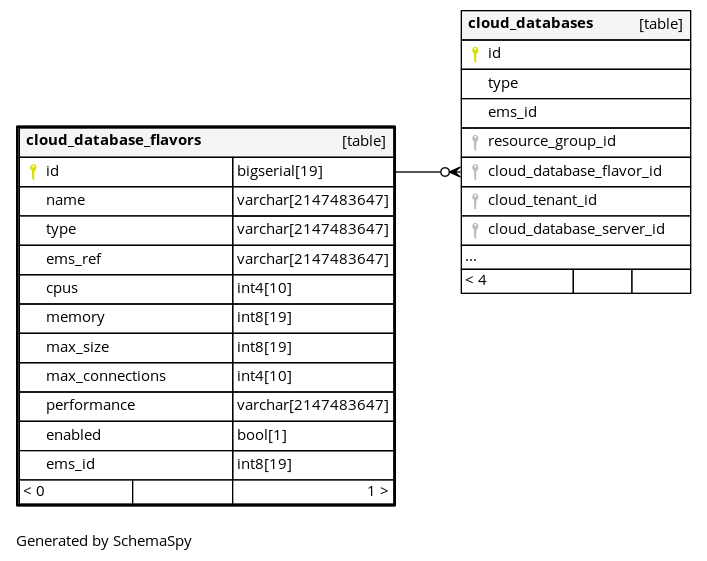 cloud_databases [table]
id
type
ems_id
resource_group_id
cloud_database_flavor_id
cloud_tenant_id
cloud_database_server_id
...
< 4
cloud_database_flavors [table]
id bigserial[19]
name varchar[2147483647]
type varchar[2147483647]
ems_ref varchar[2147483647]
cpus int4[10]
memory int8[19]
max_size int8[19]
max_connections int4[10]
performance varchar[2147483647]
enabled bool[1]
ems_id int8[19]
< 0 1 >
Generated by SchemaSpy